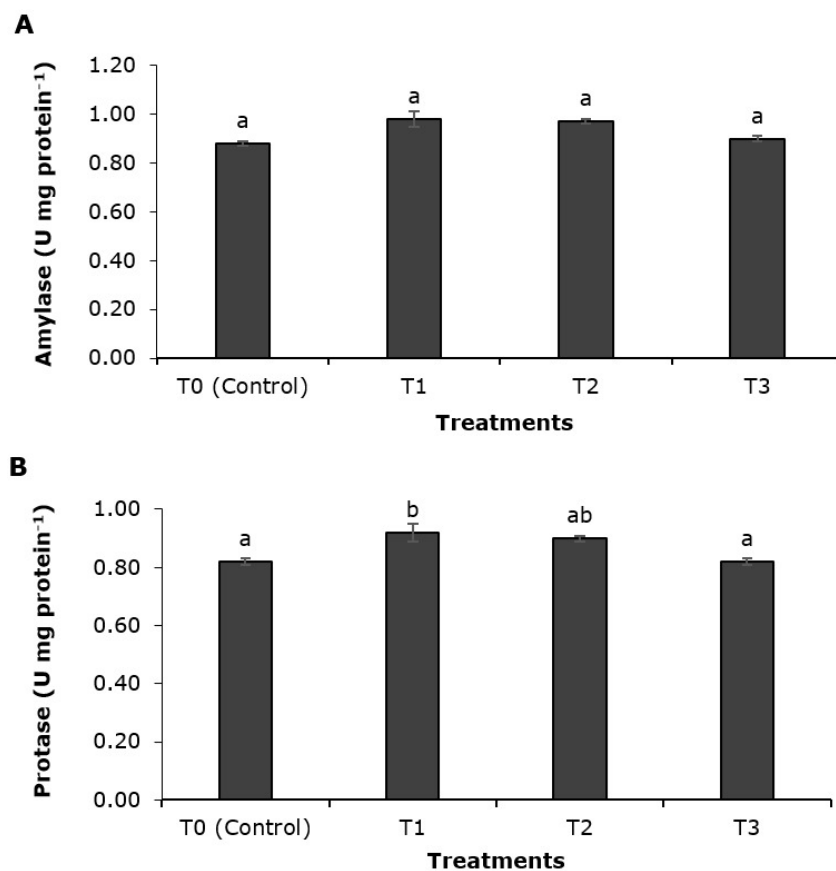 A
Amylase (U mg protein⁻¹)
1.20
1.00
0.80
0.60
0.40
0.20
0.00
a
a
a
a
T0 (Control)
T1
T2
T3
Treatments
B
Protase (U mg protein⁻¹)
1.00
0.80
0.60
0.40
0.20
0.00
a
b
ab
a
T0 (Control)
T1
T2
T3
Treatments